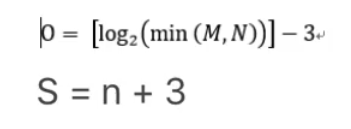 O = [log₂(min (M, N))] − 3
S = n + 3